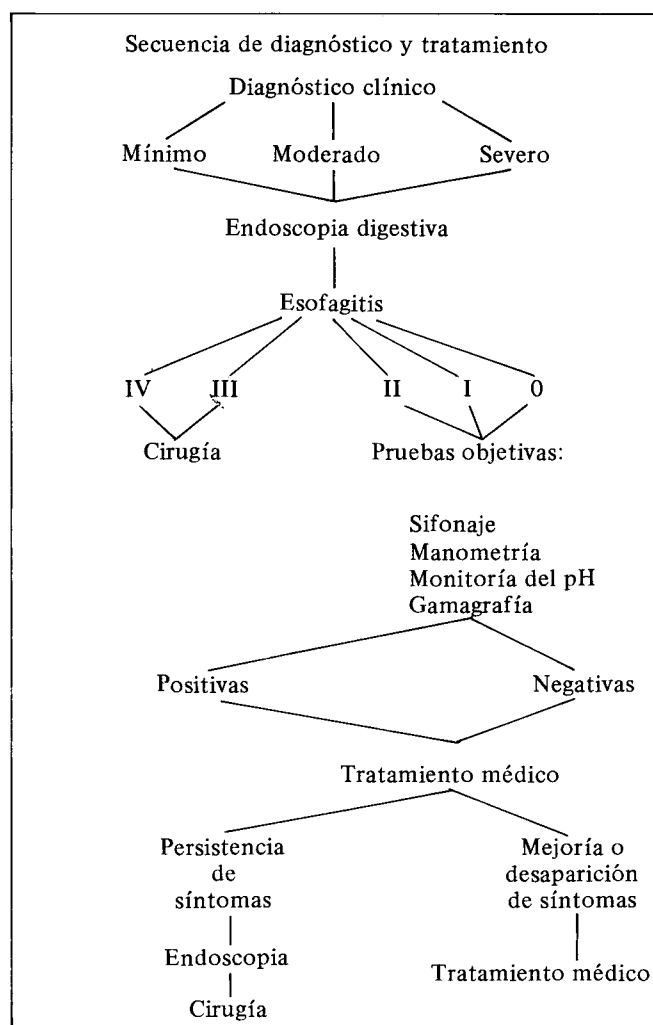 Secuencia de diagnóstico y tratamiento
Diagnóstico clínico
Mínimo Moderado Severo
Endoscopia digestiva
Esofagitis
IV III II I 0
Cirugía Pruebas objetivas:
Sifonaje
Manometría
Monitoría del pH
Gamagrafía
Positivas Negativas
Tratamiento médico
Persistencia
de
síntomas
Mejoría o
desaparición
de síntomas
Endoscopia
Cirugía
Tratamiento médico